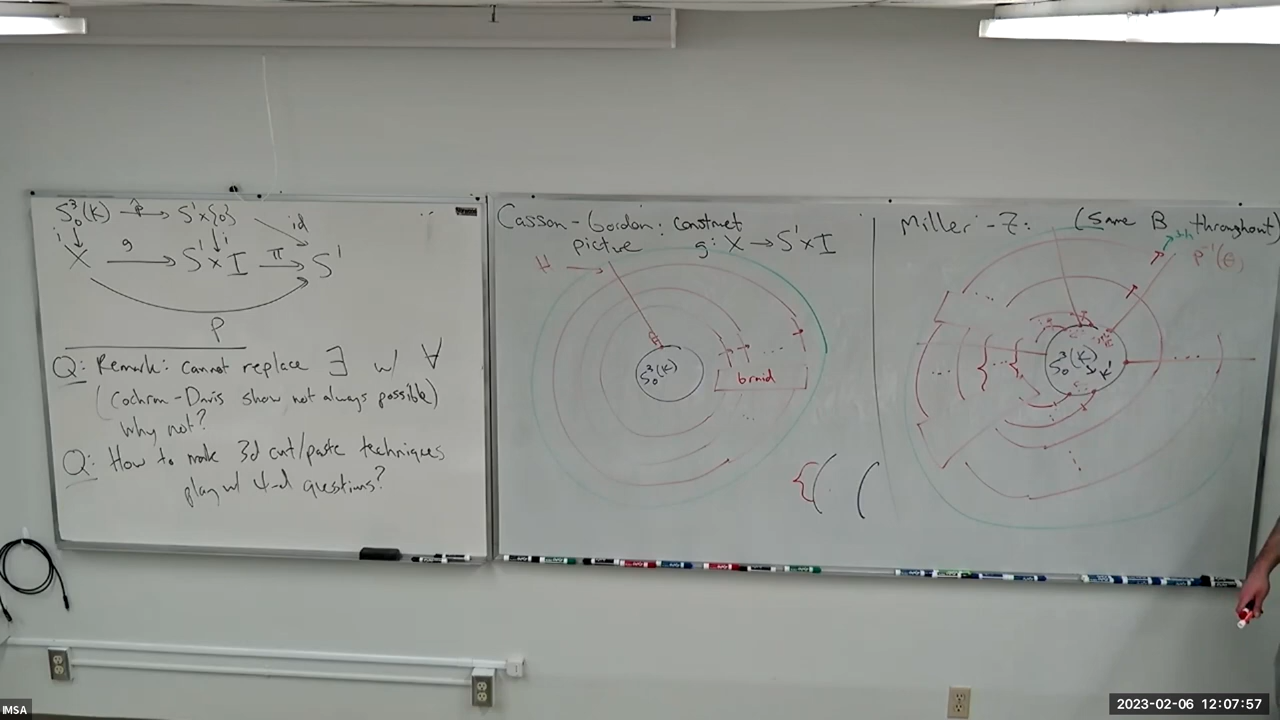 S³₀(K) p̂→ S¹×{0} id
i ↓ ↓ i
X g→ S¹×I π→ S¹
P
Q: Remark: cannot replace ∃ w/ ∀
(Cochran-Davis show not always possible)
Why not?
Q: How to make 3d cut/paste techniques
play w/ 4-d questions?
Casson-Gordon: construct
picture g: X → S¹×I
H →
S³₀(K)
...
braid
...
{( (
Miller-Z: (Same B throughout)
p⁻¹(θ)
S³₀(K)
...
...
...
IMSA
2023-02-06 12:07:57